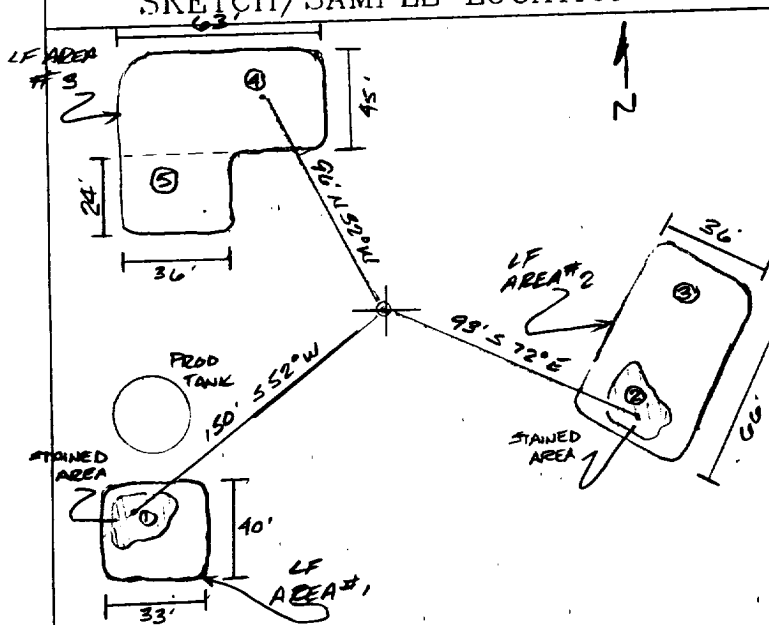 SKETCH/SAMPLE LOCATION
63'
LF AREA
# 3
④
45'
N
⑤
24'
36'
N 32° W
36'
LF
AREA #2
③
93' S 72° E
66'
②
STAINED
AREA
PROD
TANK
150' S 52° W
STAINED
AREA
①
40'
33'
LF
AREA #1